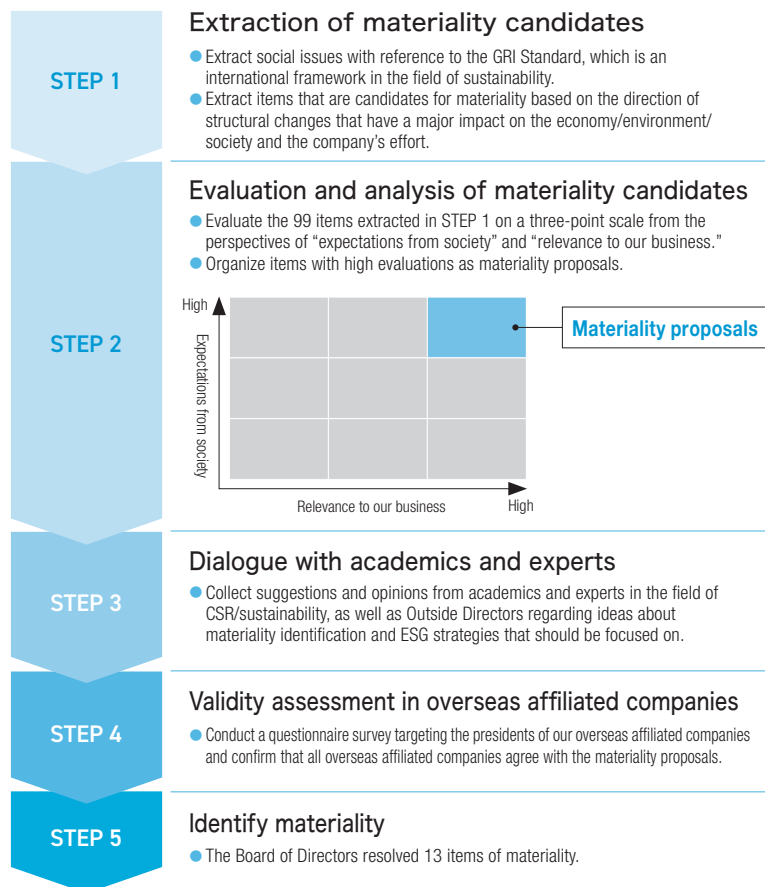 STEP 1
Extraction of materiality candidates
Extract social issues with reference to the GRI Standard, which is an
international framework in the field of sustainability.
Extract items that are candidates for materiality based on the direction of
structural changes that have a major impact on the economy/environment/
society and the company’s effort.
STEP 2
Evaluation and analysis of materiality candidates
Evaluate the 99 items extracted in STEP 1 on a three-point scale from the
perspectives of “expectations from society” and “relevance to our business.”
Organize items with high evaluations as materiality proposals.
High
Expectations from society
Materiality proposals
Relevance to our business
High
STEP 3
Dialogue with academics and experts
Collect suggestions and opinions from academics and experts in the field of
CSR/sustainability, as well as Outside Directors regarding ideas about
materiality identification and ESG strategies that should be focused on.
STEP 4
Validity assessment in overseas affiliated companies
Conduct a questionnaire survey targeting the presidents of our overseas affiliated companies
and confirm that all overseas affiliated companies agree with the materiality proposals.
STEP 5
Identify materiality
The Board of Directors resolved 13 items of materiality.